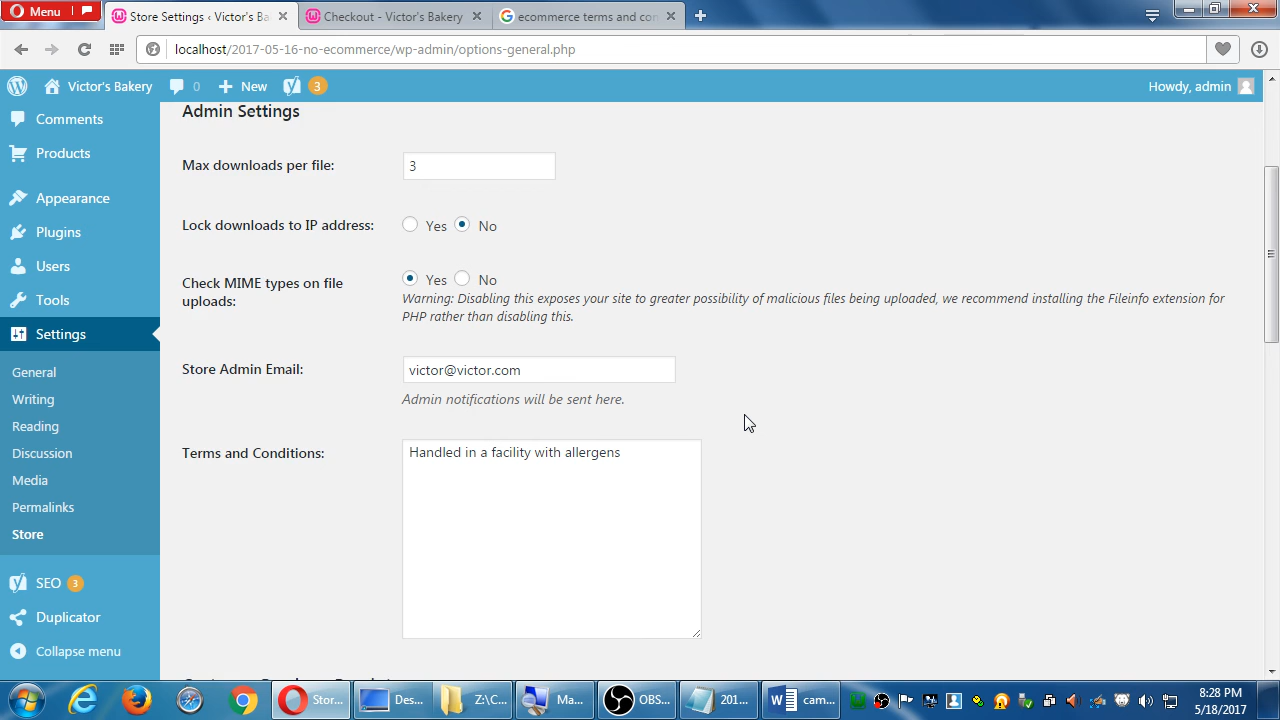 Menu
Store Settings ‹ Victor's Ba
Checkout - Victor's Bakery
ecommerce terms and con
localhost/2017-05-16-no-ecommerce/wp-admin/options-general.php
Victor's Bakery
0
New
3
Howdy, admin
Comments
Products
Appearance
Plugins
Users
Tools
Settings
General
Writing
Reading
Discussion
Media
Permalinks
Store
SEO 3
Duplicator
Collapse menu
Admin Settings
Max downloads per file:
3
Lock downloads to IP address:
Yes No
Check MIME types on file
uploads:
Yes No
Warning: Disabling this exposes your site to greater possibility of malicious files being uploaded, we recommend installing the Fileinfo extension for
PHP rather than disabling this.
Store Admin Email:
victor@victor.com
Admin notifications will be sent here.
Terms and Conditions:
Handled in a facility with allergens
Stor...
Des...
Z:\C...
Ma...
OBS...
201...
cam...
8:28 PM
5/18/2017